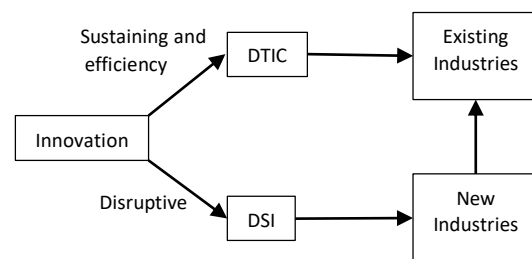 Sustaining and
efficiency
DTIC
Existing
Industries
Innovation
Disruptive
DSI
New
Industries